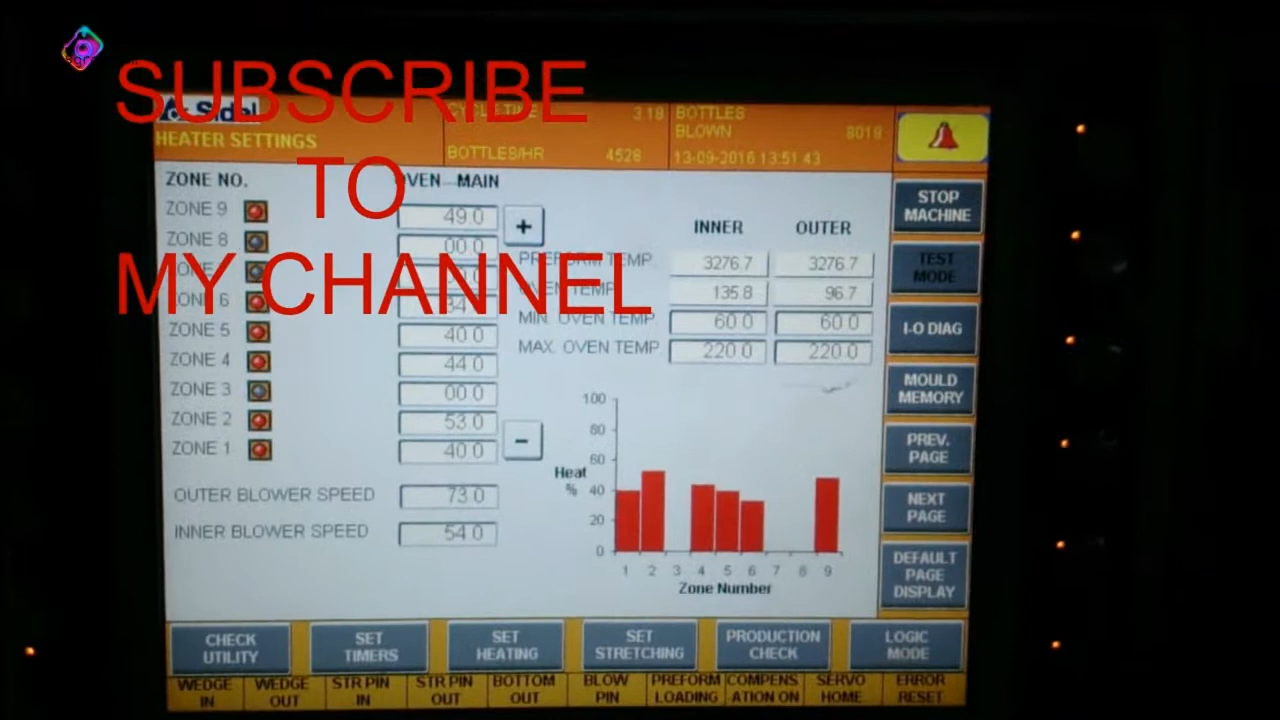 SUBSCRIBE
TO
MY CHANNEL
Sidel
HEATER SETTINGS
CYCLE TIME 3.18
BOTTLES/HR 4528
BOTTLES
BLOWN 8019
13-09-2016 13:51 43
ZONE NO. OVEN MAIN
ZONE 9 49.0 +
ZONE 8 00 0
ZONE 6
ZONE 5 40 0
ZONE 4 44 0
ZONE 3 00 0
ZONE 2 53.0
ZONE 1 40 0 -
OUTER BLOWER SPEED 73 0
INNER BLOWER SPEED 54 0
INNER OUTER
PREFORM TEMP 3276.7 3276.7
OVEN TEMP 135.8 96.7
MIN. OVEN TEMP 60 0 60 0
MAX. OVEN TEMP 220 0 220 0
100
80
60
Heat
% 40
20
0
1 2 3 4 5 6 7 8 9
Zone Number
STOP
MACHINE
TEST
MODE
I-O DIAG
MOULD
MEMORY
PREV.
PAGE
NEXT
PAGE
DEFAULT
PAGE
DISPLAY
CHECK
UTILITY
SET
TIMERS
SET
HEATING
SET
STRETCHING
PRODUCTION
CHECK
LOGIC
MODE
WEDGE
IN
WEDGE
OUT
STR PIN
IN
STR PIN
OUT
BOTTOM
OUT
BLOW
PIN
PREFORM
LOADING
COMPENS
ATION ON
SERVO
HOME
ERROR
RESET